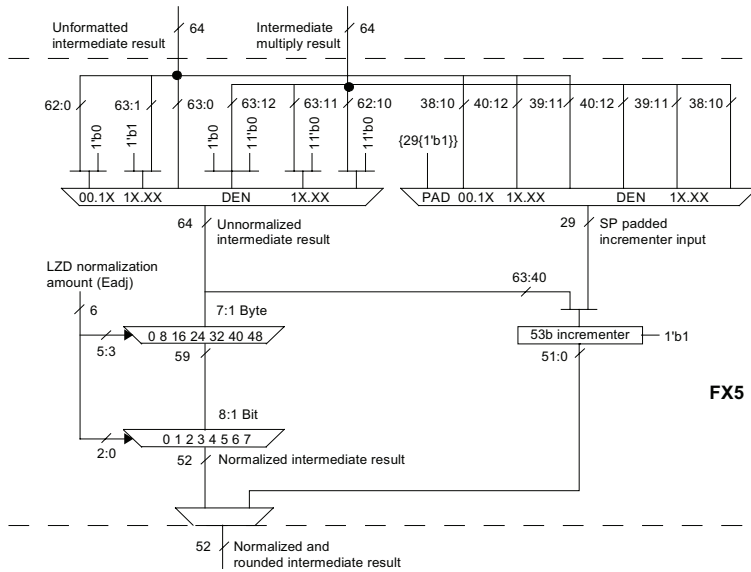 Unformatted
intermediate result
64
Intermediate
multiply result
64
62:0
63:1
63:0
63:12
63:11
62:10
38:10
40:12
39:11
40:12
39:11
38:10
1'b0
1'b1
1'b0
11'b0
11'b0
11'b0
{29{1'b1}}
00.1X 1X.XX DEN 1X.XX
PAD 00.1X 1X.XX DEN 1X.XX
64
Unnormalized
intermediate result
29
SP padded
incrementer input
LZD normalization
amount (Eadj)
6
63:40
7:1 Byte
0 8 16 24 32 40 48
53b incrementer
1'b1
5:3
59
51:0
FX5
8:1 Bit
0 1 2 3 4 5 6 7
2:0
52
Normalized intermediate result
52
Normalized and
rounded intermediate result